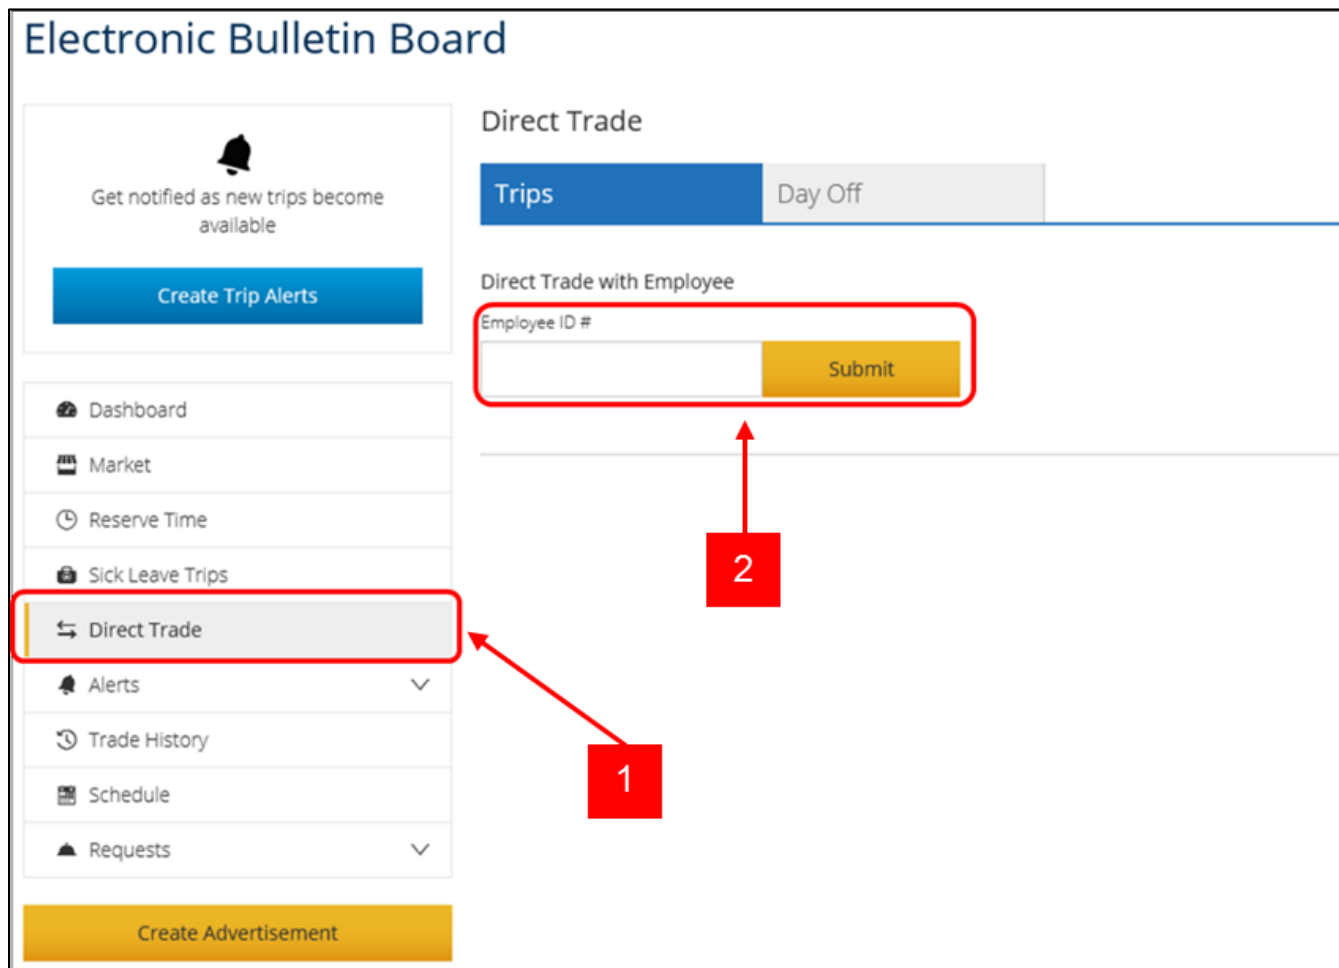 Electronic Bulletin Board
Get notified as new trips become
available
Create Trip Alerts
Dashboard
Market
Reserve Time
Sick Leave Trips
Direct Trade
Alerts
Trade History
Schedule
Requests
Create Advertisement
Direct Trade
Trips
Day Off
Direct Trade with Employee
Employee ID #
Submit
2
1